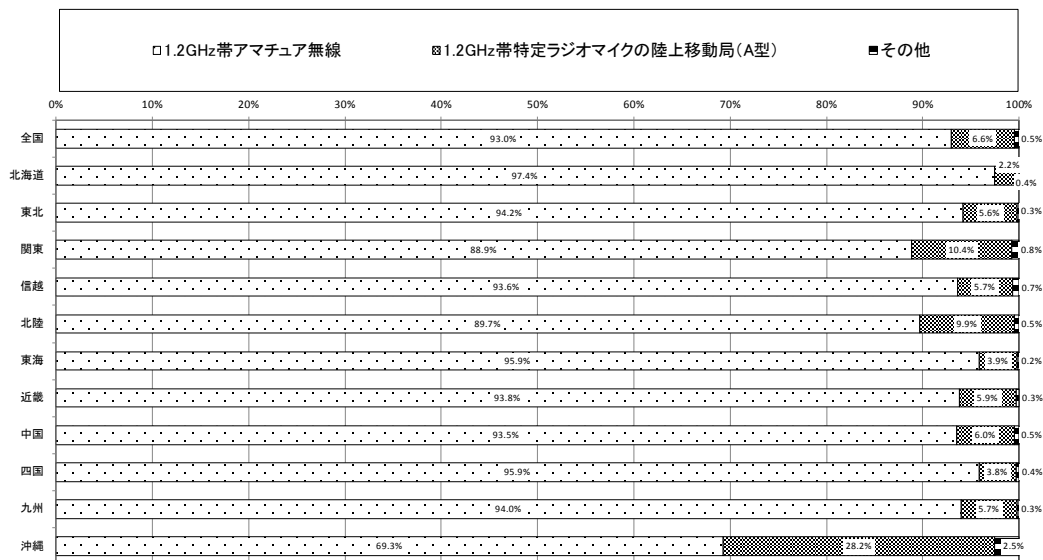 1.2GHz帯アマチュア無線 1.2GHz帯特定ラジオマイクの陸上移動局(A型) その他
0% 10% 20% 30% 40% 50% 60% 70% 80% 90% 100%
全国 93.0% 6.6% 0.5%
北海道 97.4% 2.2% 0.4%
東北 94.2% 5.6% 0.3%
関東 88.9% 10.4% 0.8%
信越 93.6% 5.7% 0.7%
北陸 89.7% 9.9% 0.5%
東海 95.9% 3.9% 0.2%
近畿 93.8% 5.9% 0.3%
中国 93.5% 6.0% 0.5%
四国 95.9% 3.8% 0.4%
九州 94.0% 5.7% 0.3%
沖縄 69.3% 28.2% 2.5%